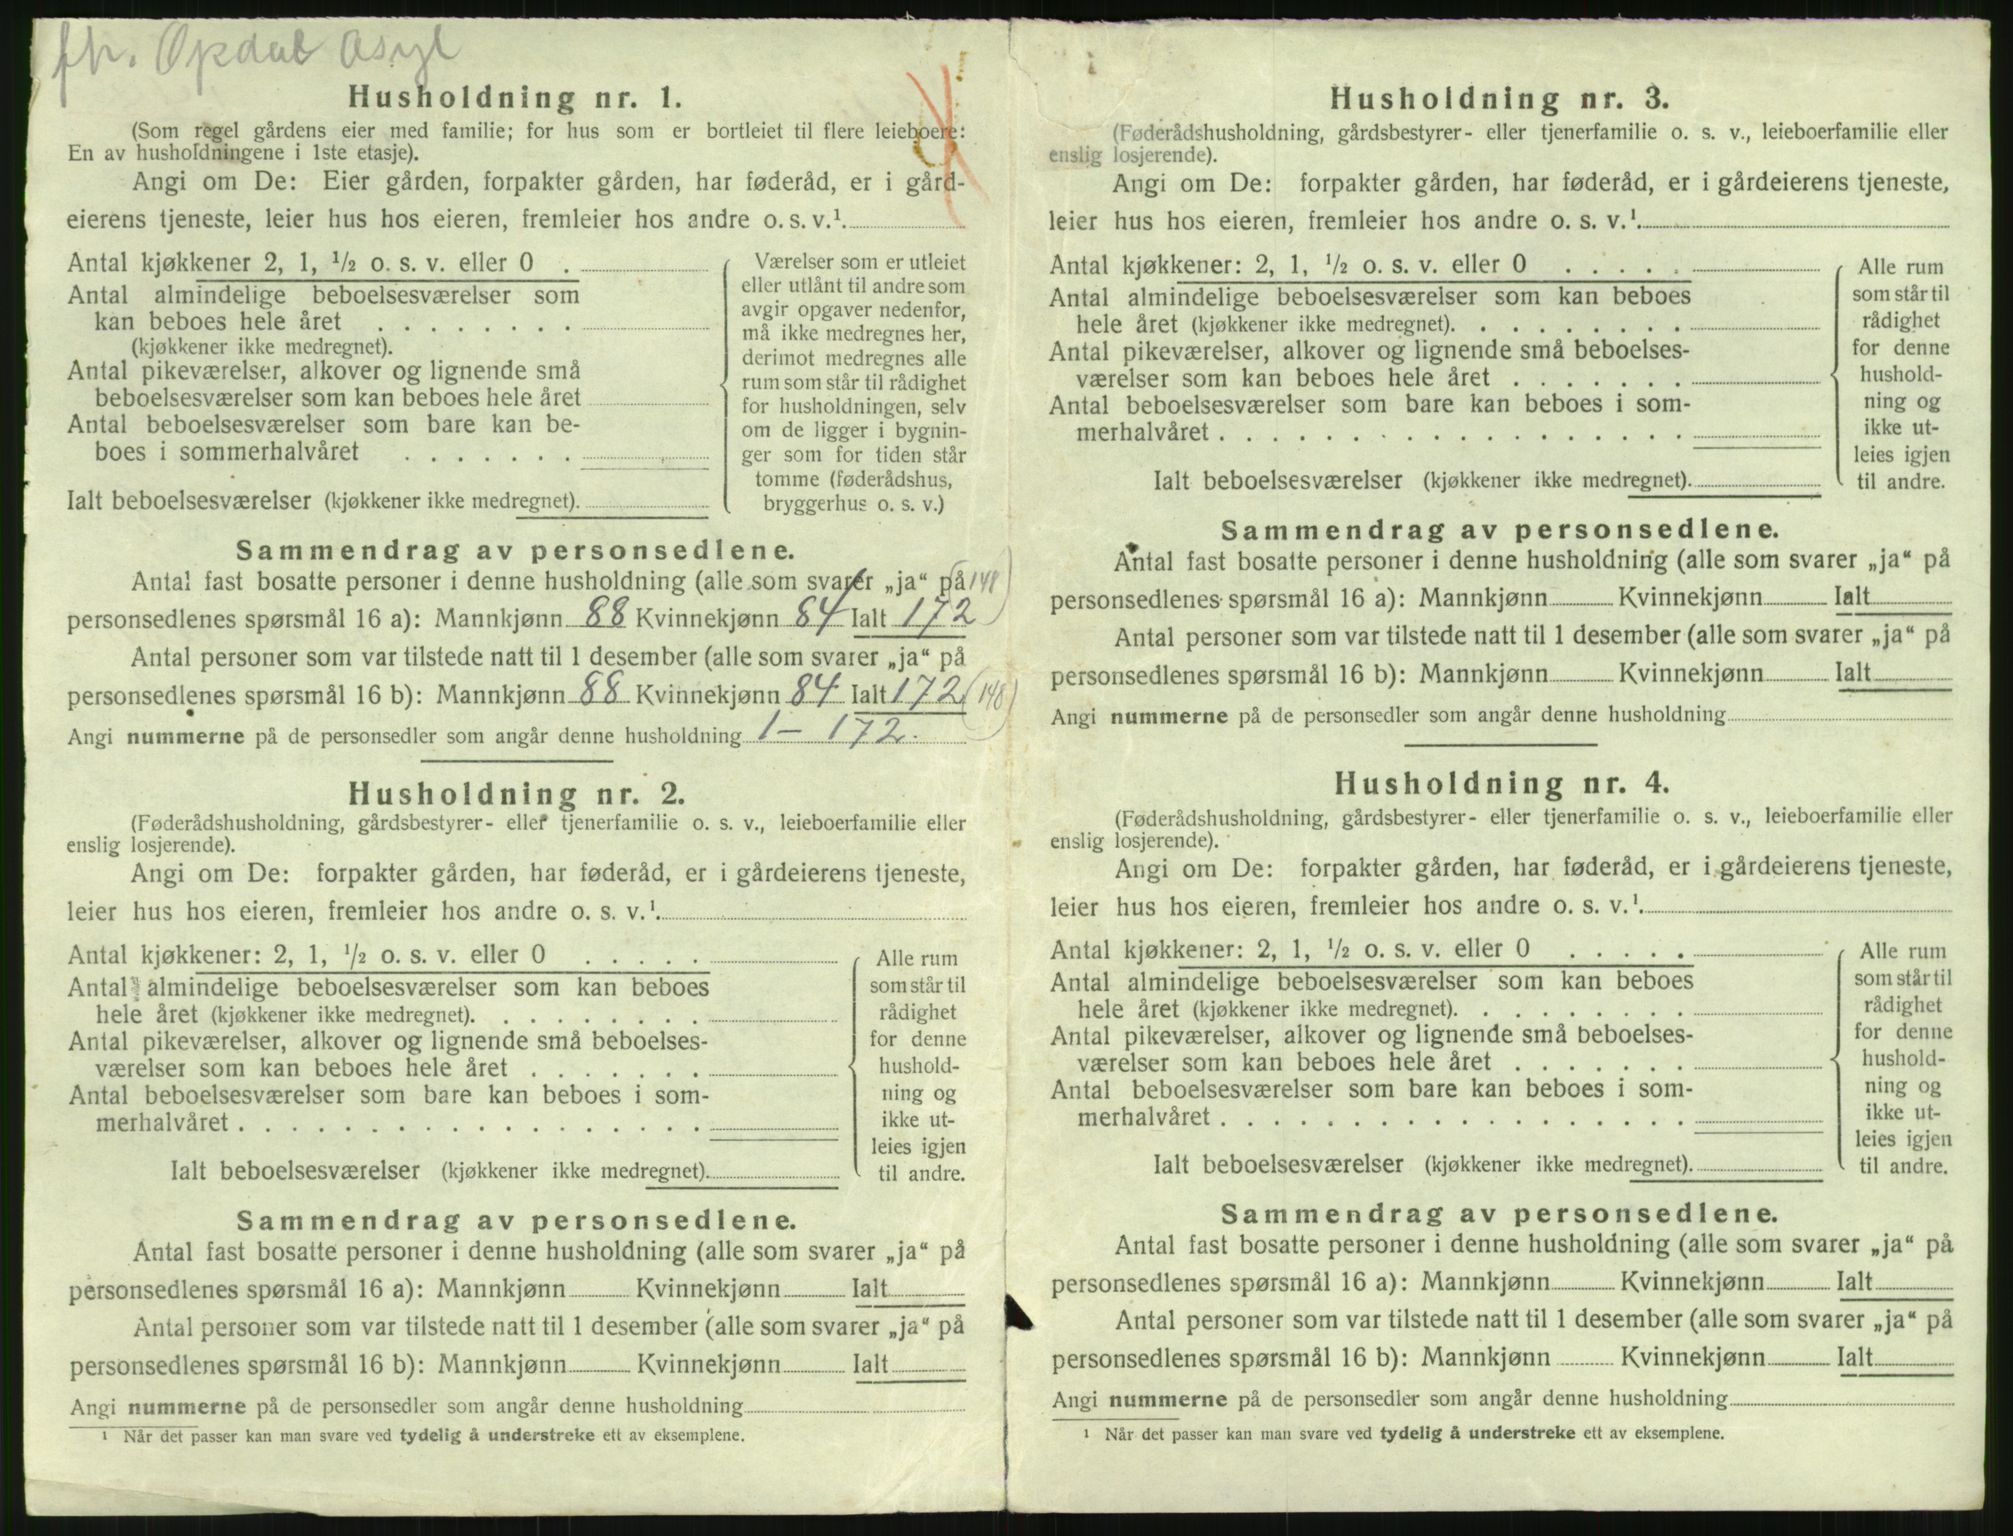 fhv. Opdal Asyl
Husholdning nr. 1.
(Som regel gårdens eier med familie; for hus som er bortleiet til flere leieboere:
En av husholdningene i 1ste etasje).
Angi om De: Eier gården, forpakter gården, har føderåd, er i gård-
eierens tjeneste, leier hus hos eieren, fremleier hos andre o. s. v.¹
Antal kjøkkener 2, 1, ½ o. s. v. eller 0 .
Antal almindelige beboelsesværelser som
kan beboes hele året . . . . . . . .
(kjøkkener ikke medregnet).
Antal pikeværelser, alkover og lignende små
beboelsesværelser som kan beboes hele året
Antal beboelsesværelser som bare kan be-
boes i sommerhalvåret . . . . . . .
Ialt beboelsesværelser (kjøkkener ikke medregnet).
Værelser som er utleiet
eller utlånt til andre som
avgir opgaver nedenfor,
må ikke medregnes her,
derimot medregnes alle
rum som står til rådighet
for husholdningen, selv
om de ligger i bygnin-
ger som for tiden står
tomme (føderådshus,
bryggerhus o. s. v.)
Sammendrag av personsedlene.
Antal fast bosatte personer i denne husholdning (alle som svarer „ja“ på (148)
personsedlenes spørsmål 16 a): Mannkjønn 88 Kvinnekjønn 84 Ialt 172
Antal personer som var tilstede natt til 1 desember (alle som svarer „ja“ på
personsedlenes spørsmål 16 b): Mannkjønn 88 Kvinnekjønn 84 Ialt 172 (148)
Angi nummerne på de personsedler som angår denne husholdning 1 – 172.
Husholdning nr. 2.
(Føderådshusholdning, gårdsbestyrer- eller tjenerfamilie o. s. v., leieboerfamilie eller
enslig losjerende).
Angi om De: forpakter gården, har føderåd, er i gårdeierens tjeneste,
leier hus hos eieren, fremleier hos andre o. s. v.¹
Antal kjøkkener: 2, 1, ½ o. s. v. eller 0 . . . . .
Antal almindelige beboelsesværelser som kan beboes
hele året (kjøkkener ikke medregnet). . . . . . . . .
Antal pikeværelser, alkover og lignende små beboelses-
værelser som kan beboes hele året . . . . . . .
Antal beboelsesværelser som bare kan beboes i som-
merhalvåret . . . . . . . . . . . . . . . . . .
Ialt beboelsesværelser (kjøkkener ikke medregnet).
Alle rum
som står til
rådighet
for denne
hushold-
ning og
ikke ut-
leies igjen
til andre.
Sammendrag av personsedlene.
Antal fast bosatte personer i denne husholdning (alle som svarer „ja“ på
personsedlenes spørsmål 16 a): Mannkjønn Kvinnekjønn Ialt
Antal personer som var tilstede natt til 1 desember (alle som svarer „ja“ på
personsedlenes spørsmål 16 b): Mannkjønn Kvinnekjønn Ialt
Angi nummerne på de personsedler som angår denne husholdning
¹ Når det passer kan man svare ved tydelig å understreke ett av eksemplene.
Husholdning nr. 3.
(Føderådshusholdning, gårdsbestyrer- eller tjenerfamilie o. s. v., leieboerfamilie eller
enslig losjerende).
Angi om De: forpakter gården, har føderåd, er i gårdeierens tjeneste,
leier hus hos eieren, fremleier hos andre o. s. v.¹
Antal kjøkkener: 2, 1, ½ o. s. v. eller 0 . . . . .
Antal almindelige beboelsesværelser som kan beboes
hele året (kjøkkener ikke medregnet). . . . . . . . .
Antal pikeværelser, alkover og lignende små beboelses-
værelser som kan beboes hele året . . . . . . .
Antal beboelsesværelser som bare kan beboes i som-
merhalvåret . . . . . . . . . . . . . . . . . .
Ialt beboelsesværelser (kjøkkener ikke medregnet).
Alle rum
som står til
rådighet
for denne
hushold-
ning og
ikke ut-
leies igjen
til andre.
Sammendrag av personsedlene.
Antal fast bosatte personer i denne husholdning (alle som svarer „ja“ på
personsedlenes spørsmål 16 a): Mannkjønn Kvinnekjønn Ialt
Antal personer som var tilstede natt til 1 desember (alle som svarer „ja“ på
personsedlenes spørsmål 16 b): Mannkjønn Kvinnekjønn Ialt
Angi nummerne på de personsedler som angår denne husholdning
Husholdning nr. 4.
(Føderådshusholdning, gårdsbestyrer- eller tjenerfamilie o. s. v., leieboerfamilie eller
enslig losjerende).
Angi om De: forpakter gården, har føderåd, er i gårdeierens tjeneste,
leier hus hos eieren, fremleier hos andre o. s. v.¹
Antal kjøkkener: 2, 1, ½ o. s. v. eller 0 . . . . .
Antal almindelige beboelsesværelser som kan beboes
hele året (kjøkkener ikke medregnet). . . . . . . . .
Antal pikeværelser, alkover og lignende små beboelses-
værelser som kan beboes hele året . . . . . . .
Antal beboelsesværelser som bare kan beboes i som-
merhalvåret . . . . . . . . . . . . . . . . . .
Ialt beboelsesværelser (kjøkkener ikke medregnet).
Alle rum
som står til
rådighet
for denne
hushold-
ning og
ikke ut-
leies igjen
til andre.
Sammendrag av personsedlene.
Antal fast bosatte personer i denne husholdning (alle som svarer „ja“ på
personsedlenes spørsmål 16 a): Mannkjønn Kvinnekjønn Ialt
Antal personer som var tilstede natt til 1 desember (alle som svarer „ja“ på
personsedlenes spørsmål 16 b): Mannkjønn Kvinnekjønn Ialt
Angi nummerne på de personsedler som angår denne husholdning
¹ Når det passer kan man svare ved tydelig å understreke ett av eksemplene.